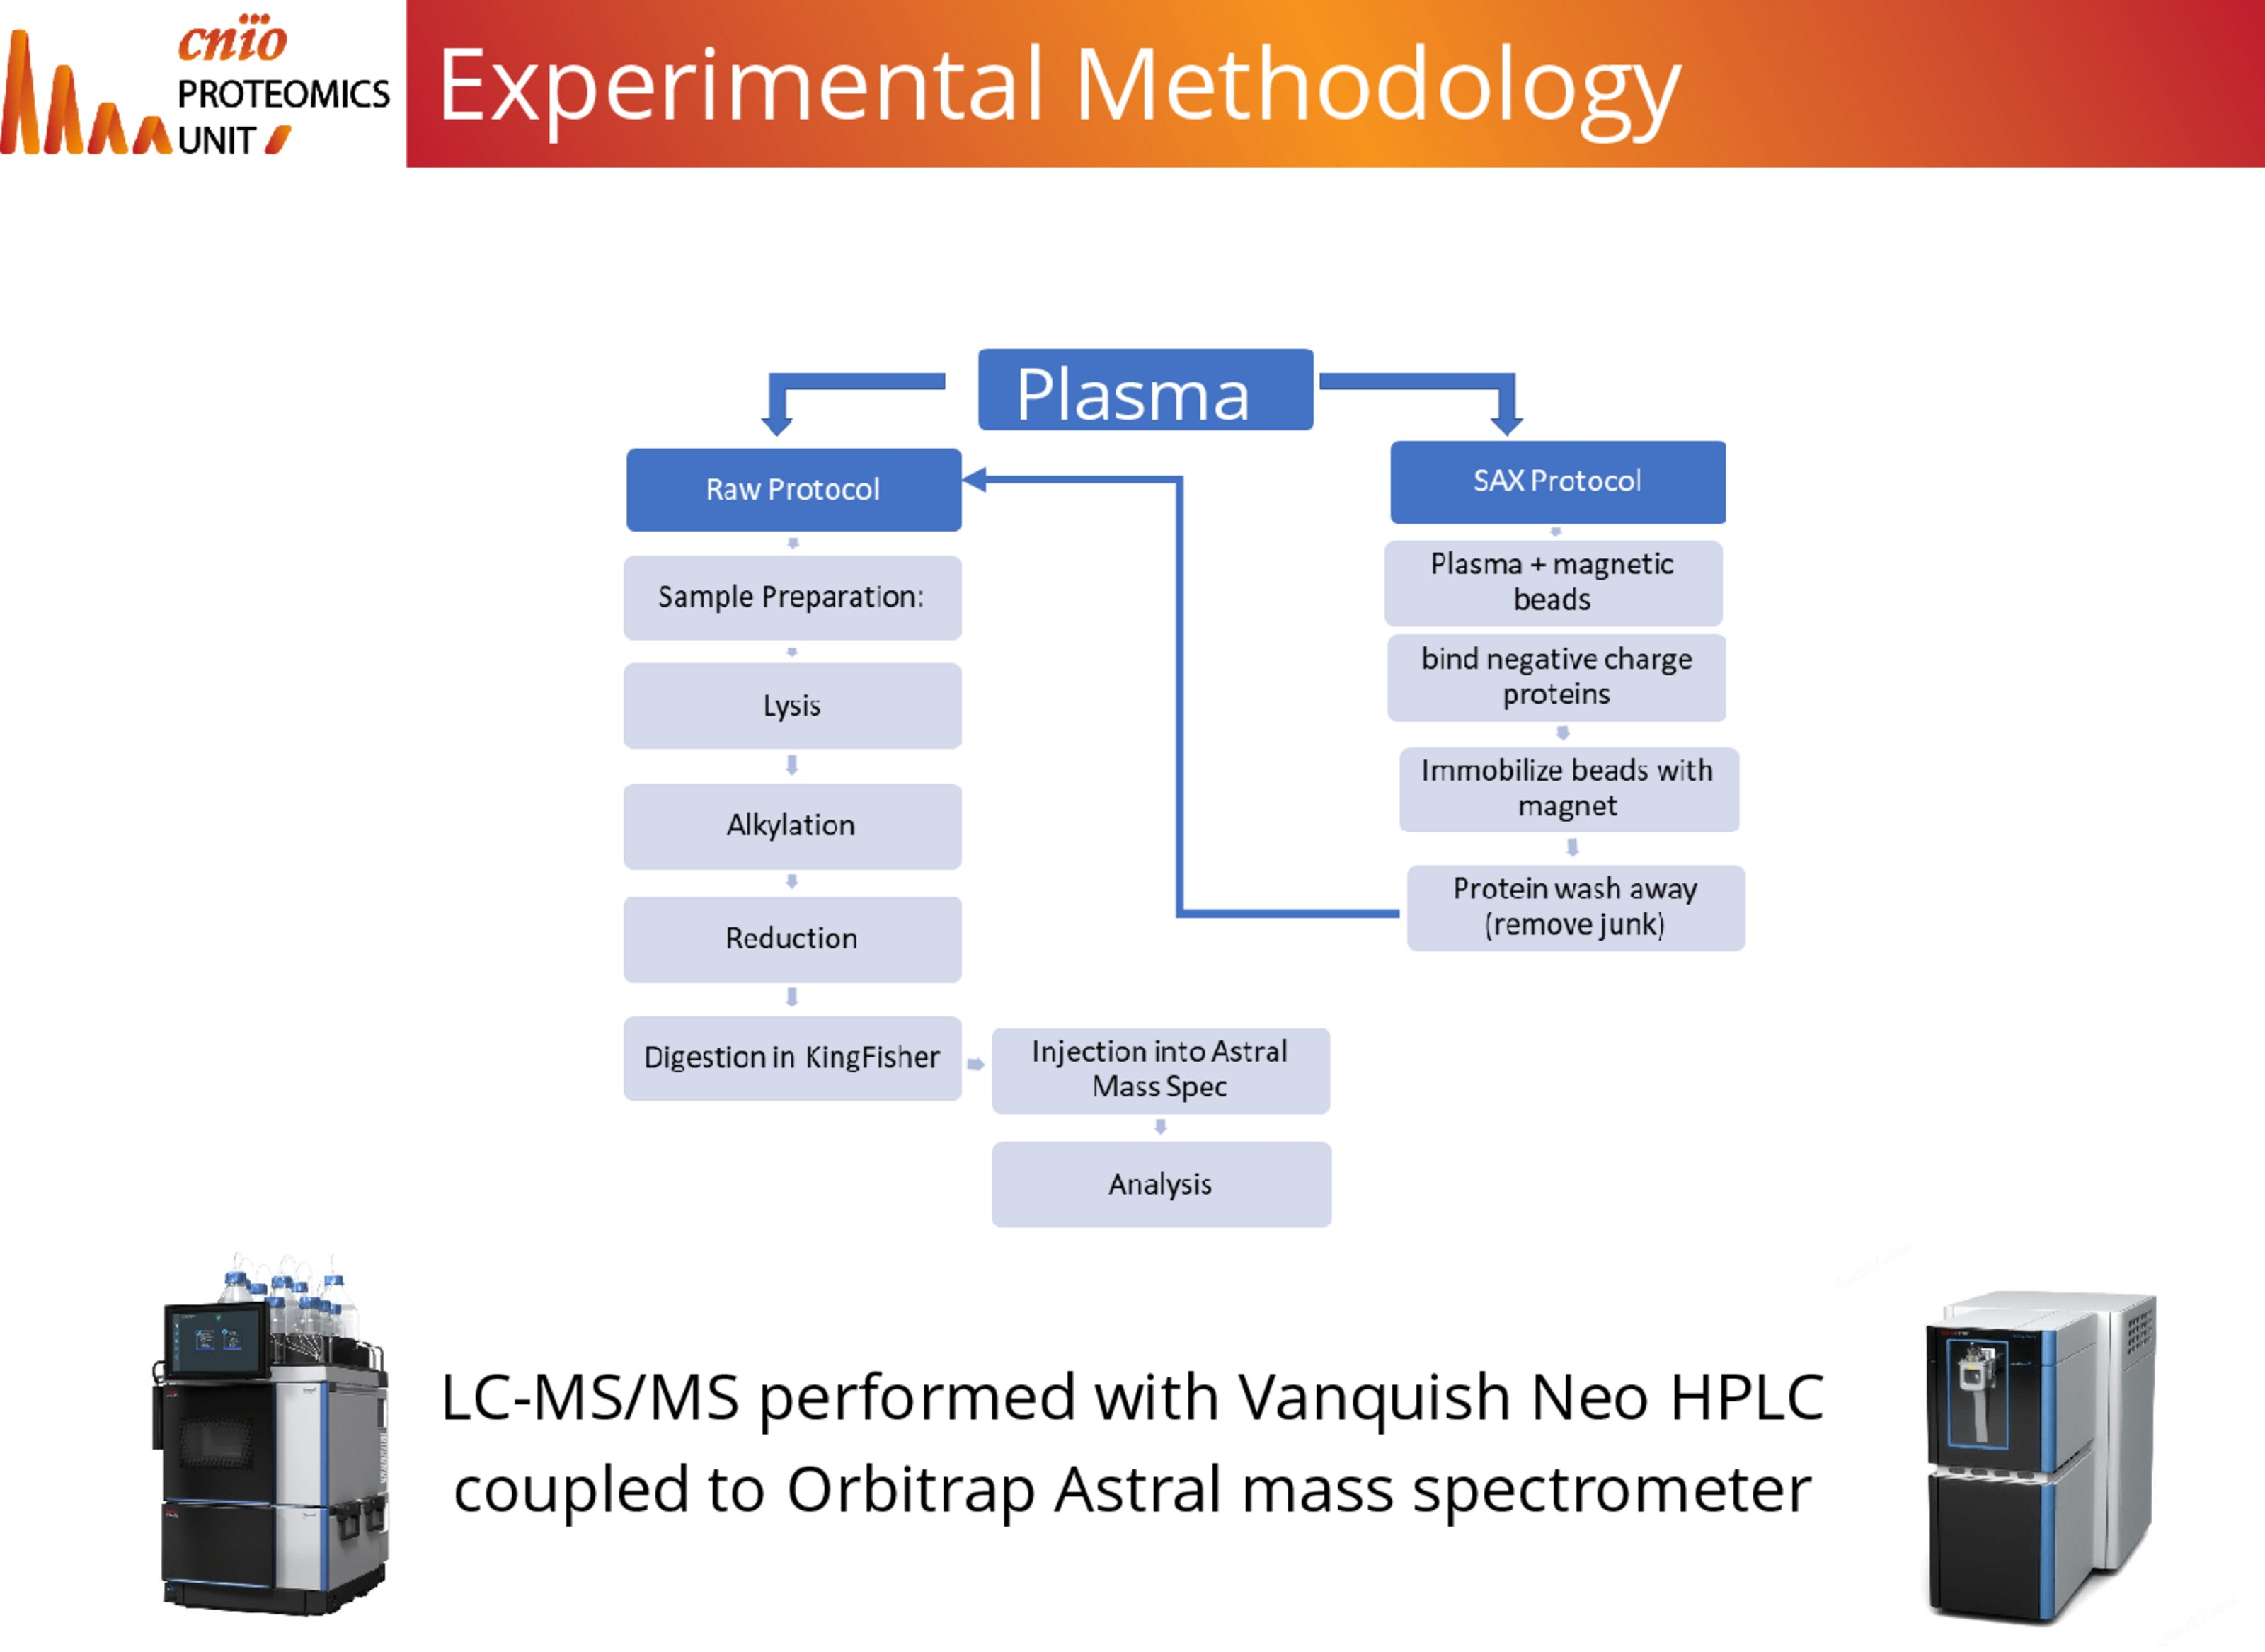 cnio
PROTEOMICS
UNIT
Experimental Methodology
Plasma
Raw Protocol
Sample Preparation:
Lysis
Alkylation
Reduction
Digestion in KingFisher
Injection into Astral
Mass Spec
Analysis
SAX Protocol
Plasma + magnetic
beads
bind negative charge
proteins
Immobilize beads with
magnet
Protein wash away
(remove junk)
LC-MS/MS performed with Vanquish Neo HPLC
coupled to Orbitrap Astral mass spectrometer